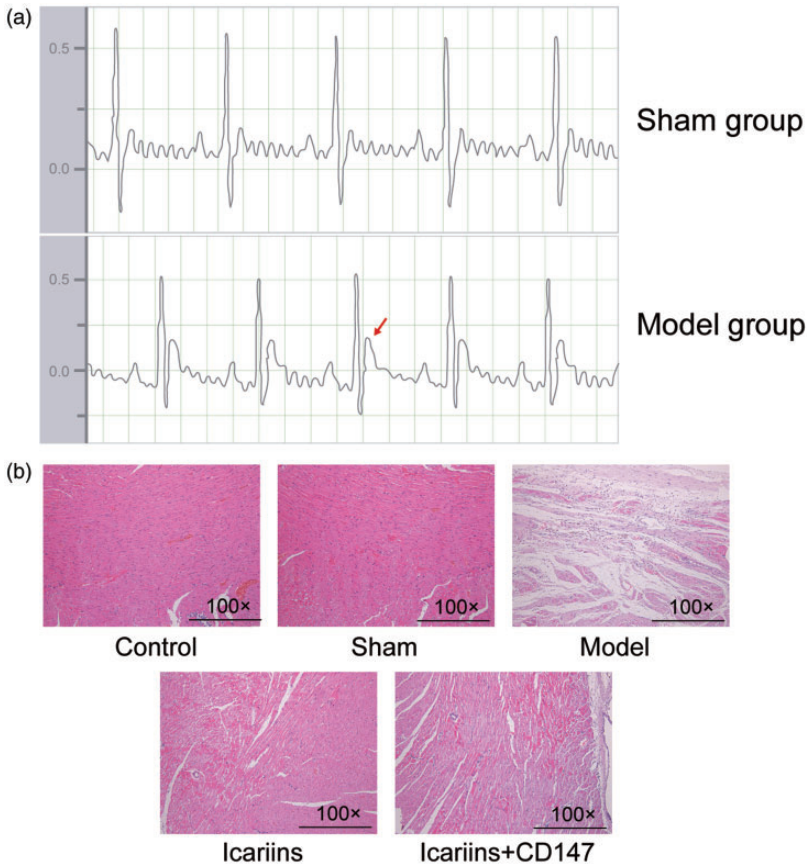 (a)
0.5
0.0
Sham group
0.5
0.0
Model group
(b)
100×
100×
100×
Control
Sham
Model
100×
100×
Icariins
Icariins+CD147